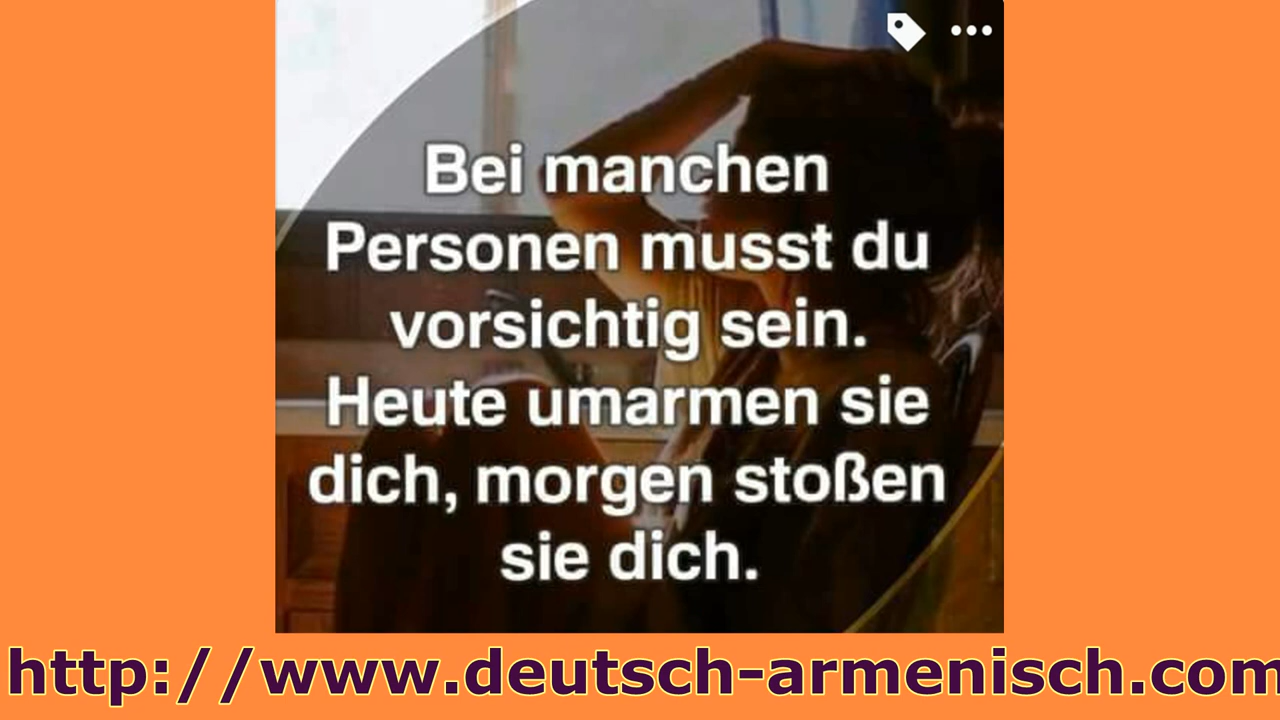 Bei manchen
Personen musst du
vorsichtig sein.
Heute umarmen sie
dich, morgen stoßen
sie dich.
http://www.deutsch-armenisch.com